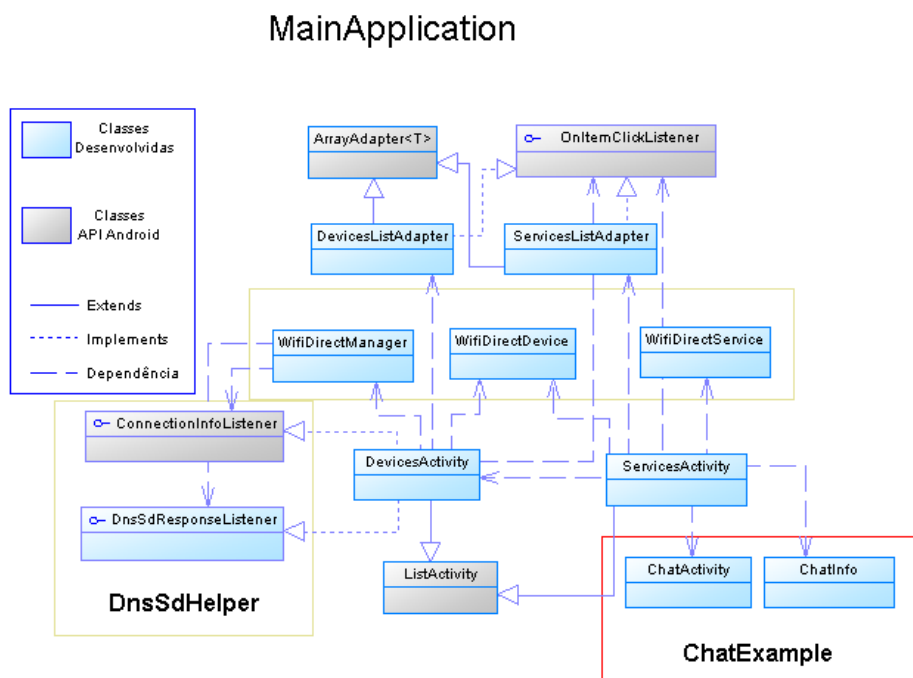 MainApplication
Classes
Desenvolvidas
Classes
API Android
Extends
Implements
Dependência
ArrayAdapter<T>
OnItemClickListener
DevicesListAdapter
ServicesListAdapter
WifiDirectManager
WifiDirectDevice
WifiDirectService
ConnectionInfoListener
DevicesActivity
ServicesActivity
DnsSdResponseListener
ListActivity
ChatActivity
ChatInfo
DnsSdHelper
ChatExample